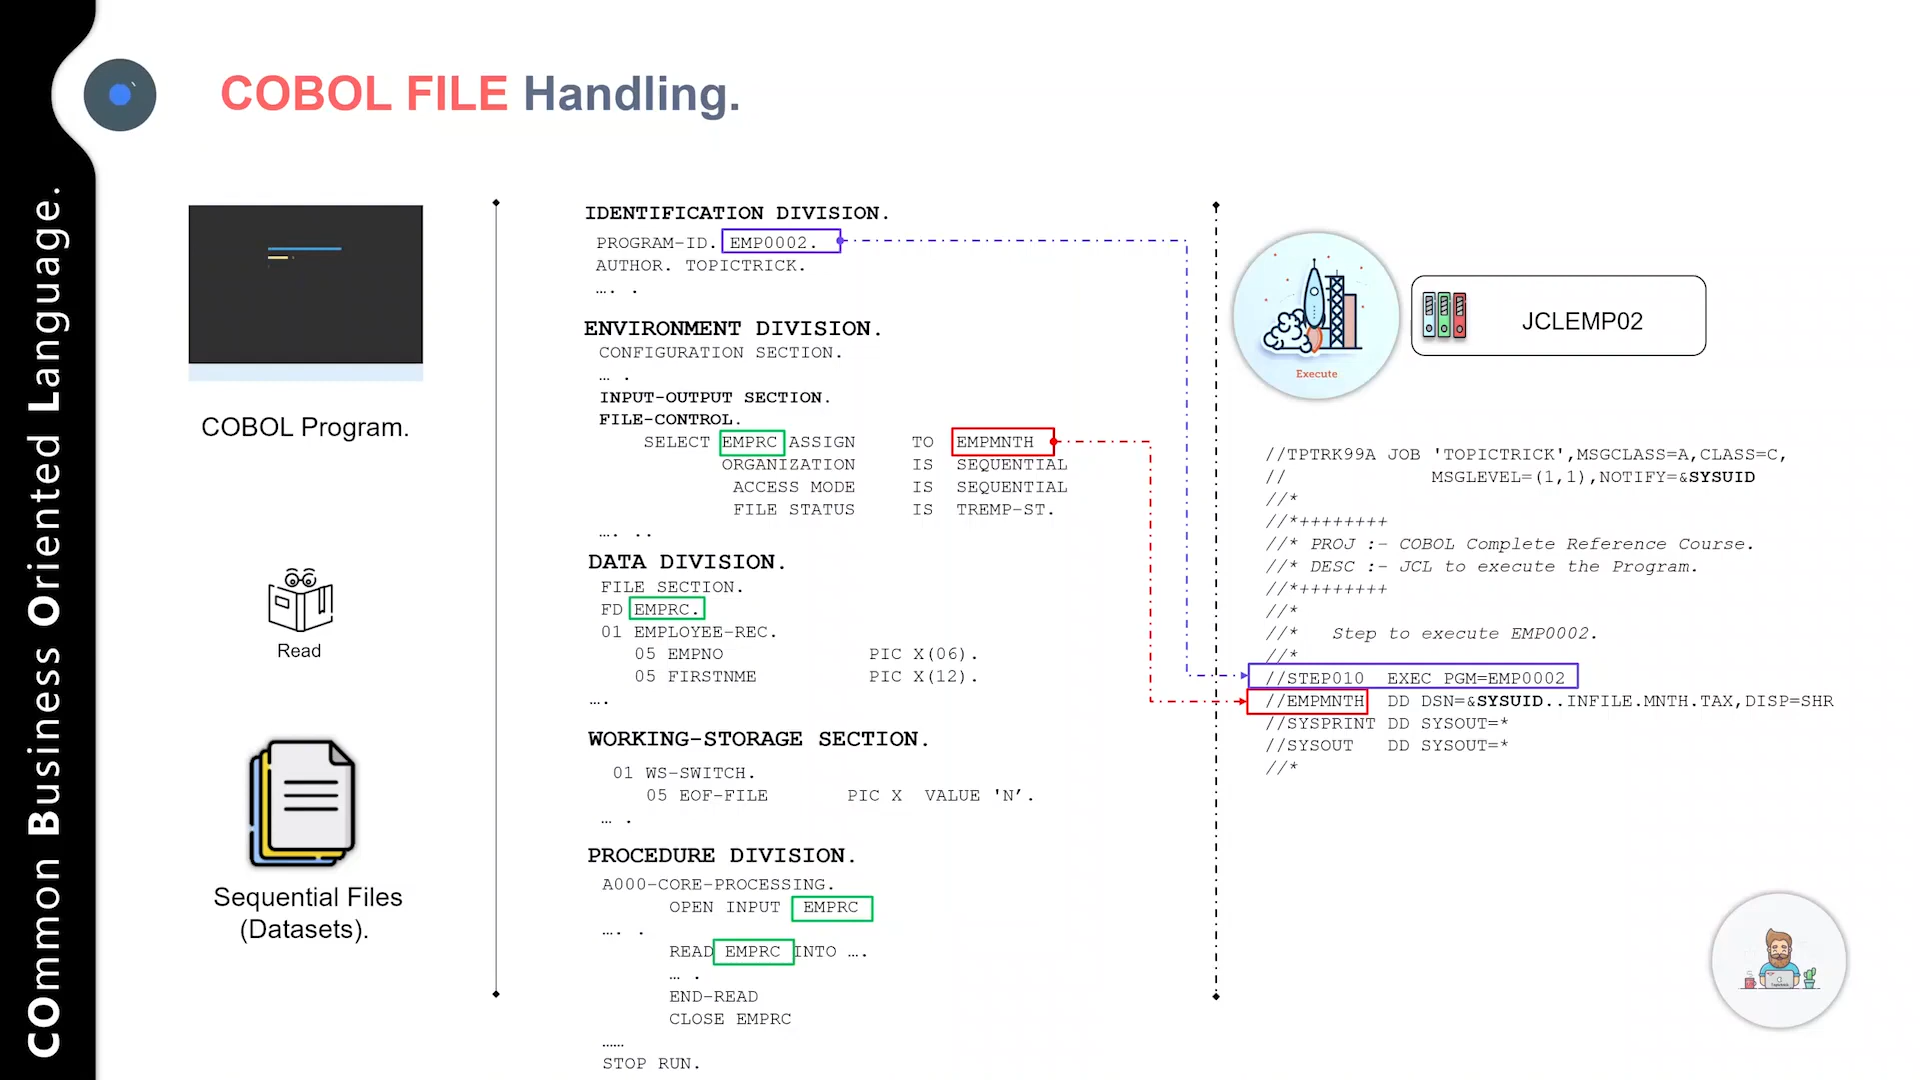 COmmon Business Oriented Language.
COBOL FILE Handling.
COBOL Program.
Read
Sequential Files
(Datasets).
IDENTIFICATION DIVISION.
PROGRAM-ID. EMP0002.
AUTHOR. TOPICTRICK.
…. .
ENVIRONMENT DIVISION.
CONFIGURATION SECTION.
… .
INPUT-OUTPUT SECTION.
FILE-CONTROL.
SELECT EMPRC ASSIGN TO EMPMNTH
ORGANIZATION IS SEQUENTIAL
ACCESS MODE IS SEQUENTIAL
FILE STATUS IS TREMP-ST.
…. ..
DATA DIVISION.
FILE SECTION.
FD EMPRC.
01 EMPLOYEE-REC.
05 EMPNO PIC X(06).
05 FIRSTNME PIC X(12).
….
WORKING-STORAGE SECTION.
01 WS-SWITCH.
05 EOF-FILE PIC X VALUE 'N’.
… .
PROCEDURE DIVISION.
A000-CORE-PROCESSING.
OPEN INPUT EMPRC
…. .
READ EMPRC INTO ….
… .
END-READ
CLOSE EMPRC
……
STOP RUN.
Execute
JCLEMP02
//TPTRK99A JOB 'TOPICTRICK',MSGCLASS=A,CLASS=C,
// MSGLEVEL=(1,1),NOTIFY=&SYSUID
//*
//*++++++++
//* PROJ :- COBOL Complete Reference Course.
//* DESC :- JCL to execute the Program.
//*++++++++
//*
//* Step to execute EMP0002.
//*
//STEP010 EXEC PGM=EMP0002
//EMPMNTH DD DSN=&SYSUID..INFILE.MNTH.TAX,DISP=SHR
//SYSPRINT DD SYSOUT=*
//SYSOUT DD SYSOUT=*
//*